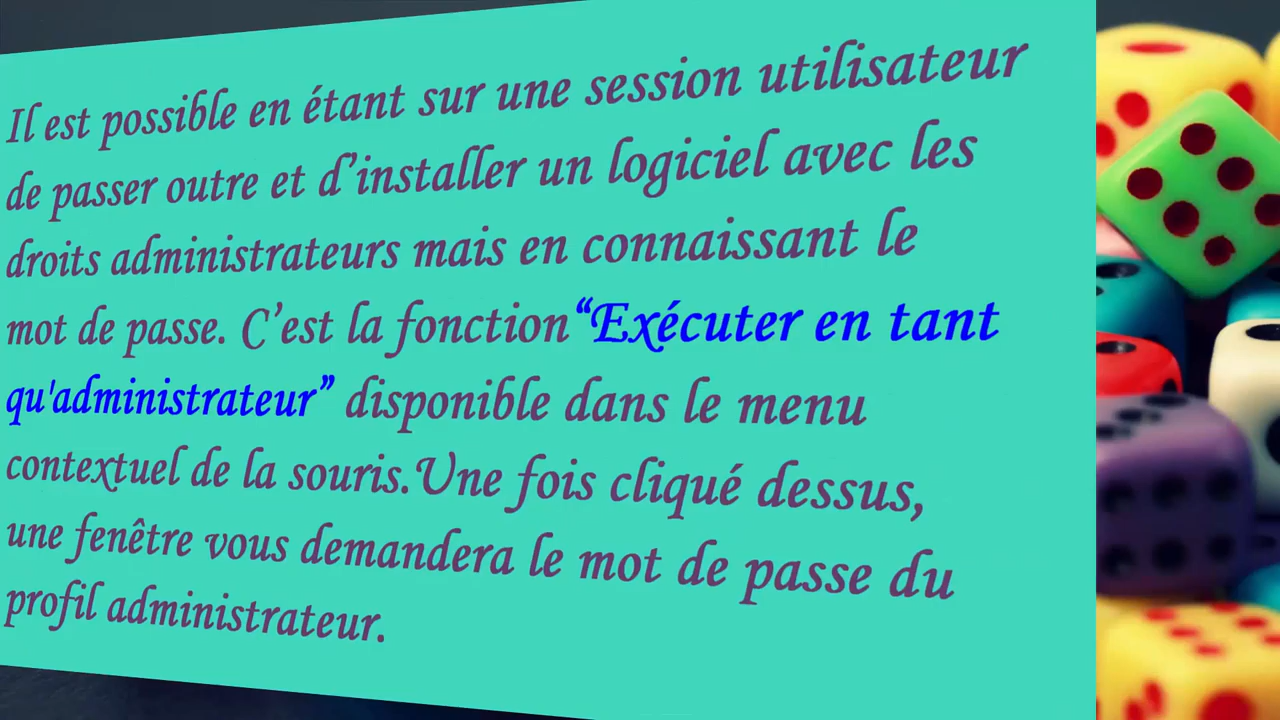 Il est possible en étant sur une session utilisateur
de passer outre et d’installer un logiciel avec les
droits administrateurs mais en connaissant le
mot de passe. C’est la fonction “Exécuter en tant
qu'administrateur” disponible dans le menu
contextuel de la souris.Une fois cliqué dessus,
une fenêtre vous demandera le mot de passe du
profil administrateur.